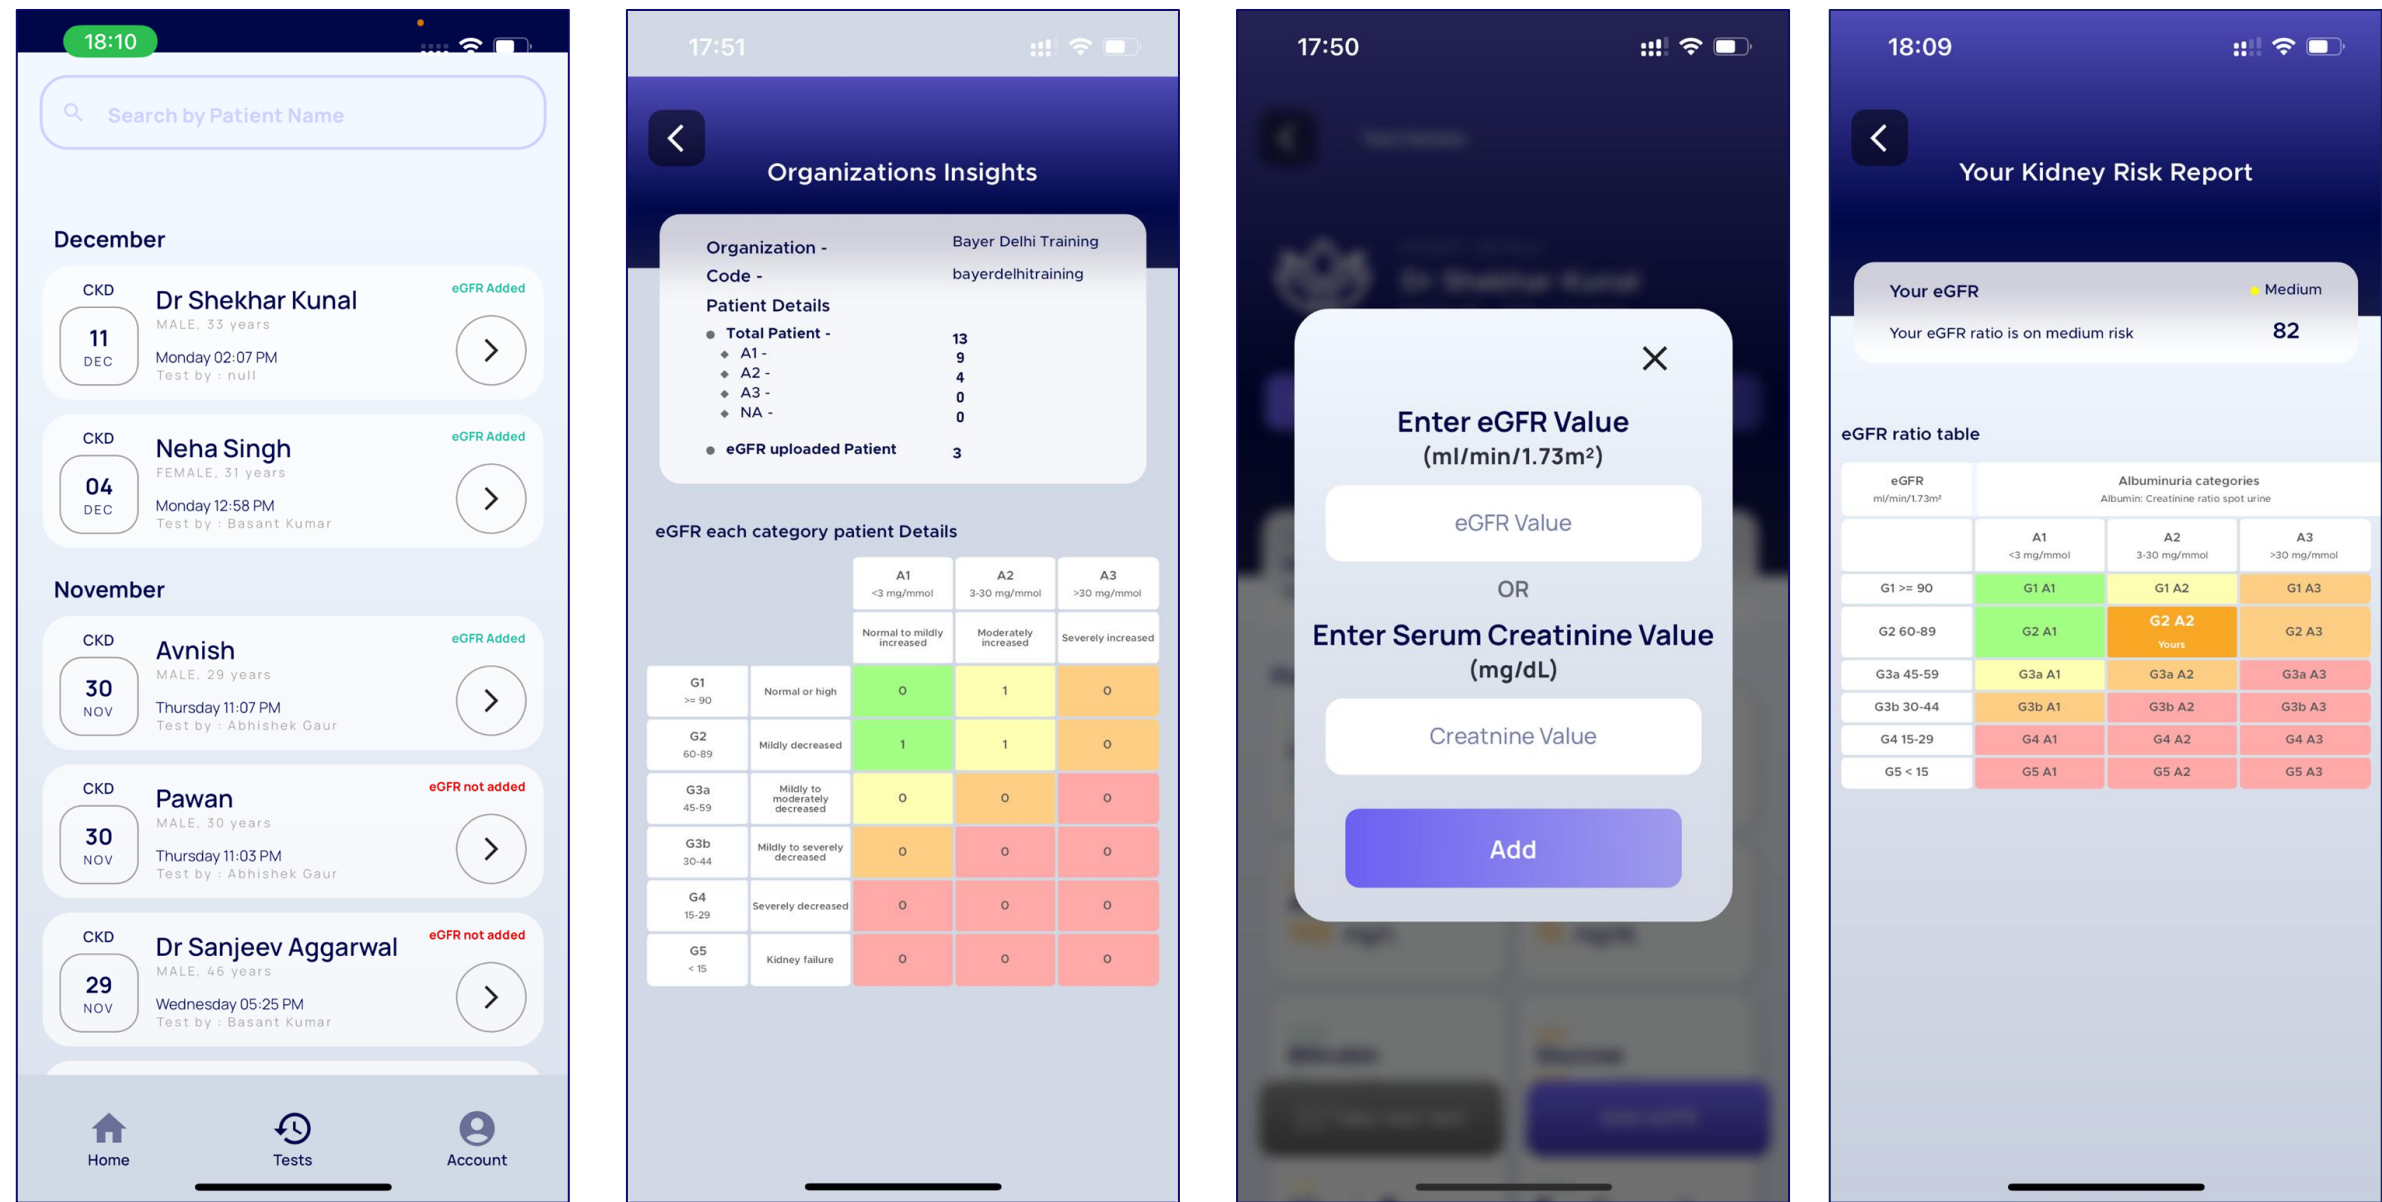 18:10
Search by Patient Name
December
CKD
11
DEC
Dr Shekhar Kunal
MALE, 33 years
Monday 02:07 PM
Test by : null
eGFR Added
CKD
04
DEC
Neha Singh
FEMALE, 31 years
Monday 12:58 PM
Test by : Basant Kumar
eGFR Added
November
CKD
30
NOV
Avnish
MALE, 29 years
Thursday 11:07 PM
Test by : Abhishek Gaur
eGFR Added
CKD
30
NOV
Pawan
MALE, 30 years
Thursday 11:03 PM
Test by : Abhishek Gaur
eGFR not added
CKD
29
NOV
Dr Sanjeev Aggarwal
MALE, 46 years
Wednesday 05:25 PM
Test by : Basant Kumar
eGFR not added
Home
Tests
Account
17:51
Organizations Insights
Organization - Bayer Delhi Training
Code - bayerdelhitraining
Patient Details
Total Patient - 13
A1 - 9
A2 - 4
A3 - 0
NA - 0
eGFR uploaded Patient 3
eGFR each category patient Details
A1 A2 A3
<3 mg/mmol 3-30 mg/mmol >30 mg/mmol
Normal to mildly increased Moderately increased Severely increased
G1 >= 90 Normal or high 0 1 0
G2 60-89 Mildly decreased 1 1 0
G3a 45-59 Mildly to moderately decreased 0 0 0
G3b 30-44 Mildly to severely decreased 0 0 0
G4 15-29 Severely decreased 0 0 0
G5 < 15 Kidney failure 0 0 0
17:50
Dr Shekhar Kunal
Enter eGFR Value
(ml/min/1.73m²)
eGFR Value
OR
Enter Serum Creatinine Value
(mg/dL)
Creatnine Value
Add
18:09
Your Kidney Risk Report
Your eGFR Medium
Your eGFR ratio is on medium risk 82
eGFR ratio table
eGFR Albuminuria categories
ml/min/1.73m² Albumin: Creatinine ratio spot urine
A1 A2 A3
<3 mg/mmol 3-30 mg/mmol >30 mg/mmol
G1 >= 90 G1 A1 G1 A2 G1 A3
G2 60-89 G2 A1 G2 A2 Yours G2 A3
G3a 45-59 G3a A1 G3a A2 G3a A3
G3b 30-44 G3b A1 G3b A2 G3b A3
G4 15-29 G4 A1 G4 A2 G4 A3
G5 < 15 G5 A1 G5 A2 G5 A3